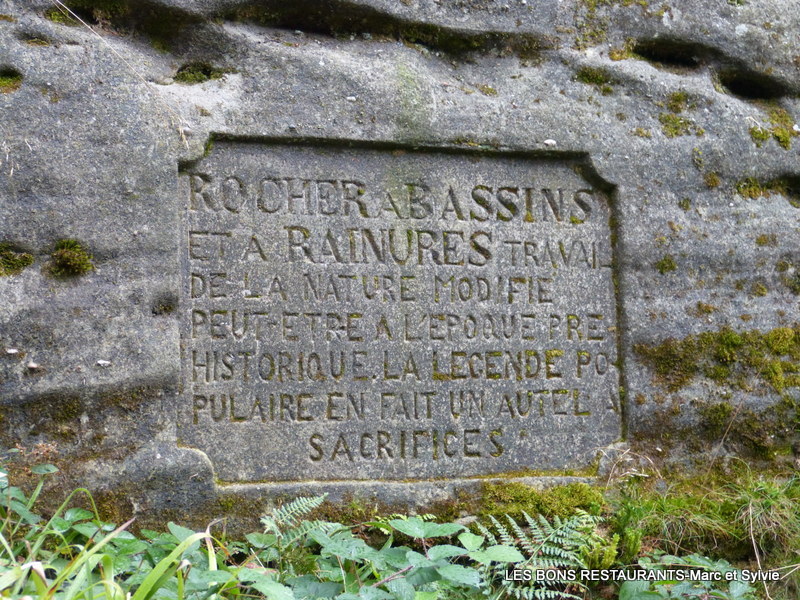 ROCHER A BASSINS
ET A RAINURES TRAVAIL
DE LA NATURE MODIFIE
PEUT-ETRE A L'EPOQUE PRE
HISTORIQUE. LA LEGENDE PO-
PULAIRE EN FAIT UN AUTEL A
SACRIFICES
LES BONS RESTAURANTS-Marc et Sylvie